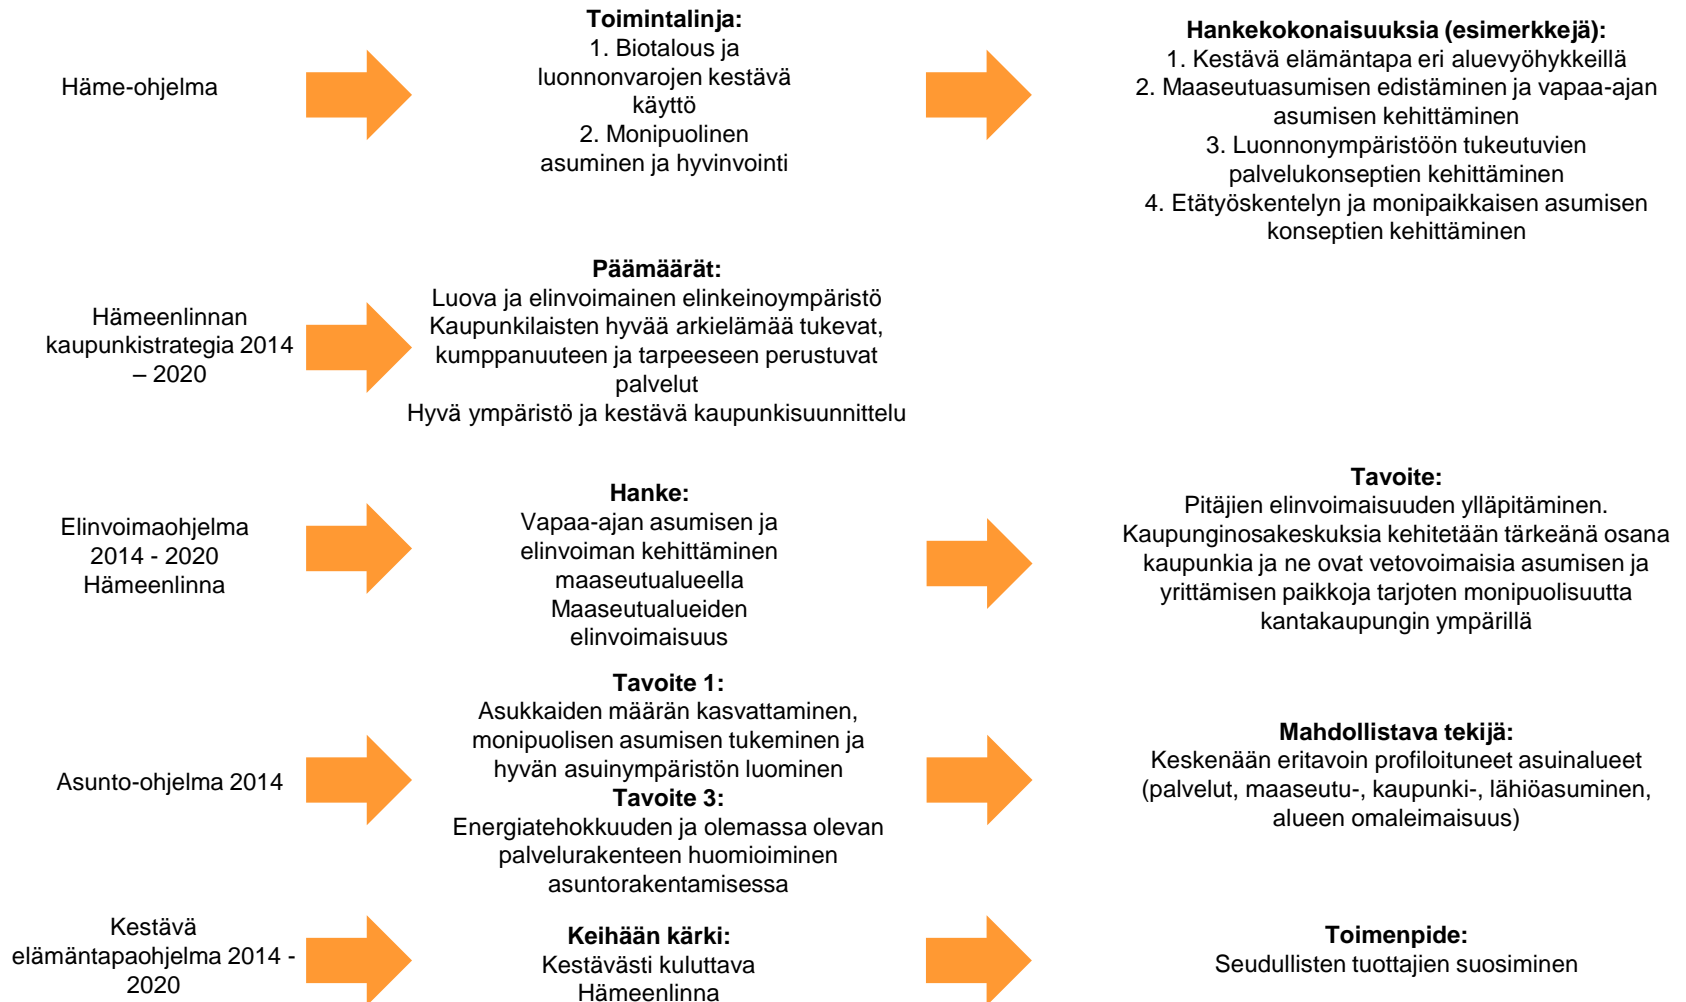 Häme-ohjelma
Toimintalinja:
1. Biotalous ja
luonnonvarojen kestävä
käyttö
2. Monipuolinen
asuminen ja hyvinvointi
Hankekokonaisuuksia (esimerkkejä):
1. Kestävä elämäntapa eri aluevyöhykkeillä
2. Maaseutuasumisen edistäminen ja vapaa-ajan
asumisen kehittäminen
3. Luonnonympäristöön tukeutuvien
palvelukonseptien kehittäminen
4. Etätyöskentelyn ja monipaikkaisen asumisen
konseptien kehittäminen
Hämeenlinnan
kaupunkistrategia 2014
– 2020
Päämäärät:
Luova ja elinvoimainen elinkeinoympäristö
Kaupunkilaisten hyvää arkielämää tukevat,
kumppanuuteen ja tarpeeseen perustuvat
palvelut
Hyvä ympäristö ja kestävä kaupunkisuunnittelu
Elinvoimaohjelma
2014 - 2020
Hämeenlinna
Hanke:
Vapaa-ajan asumisen ja
elinvoiman kehittäminen
maaseutualueella
Maaseutualueiden
elinvoimaisuus
Tavoite:
Pitäjien elinvoimaisuuden ylläpitäminen.
Kaupunginosakeskuksia kehitetään tärkeänä osana
kaupunkia ja ne ovat vetovoimaisia asumisen ja
yrittämisen paikkoja tarjoten monipuolisuutta
kantakaupungin ympärillä
Asunto-ohjelma 2014
Tavoite 1:
Asukkaiden määrän kasvattaminen,
monipuolisen asumisen tukeminen ja
hyvän asuinympäristön luominen
Tavoite 3:
Energiatehokkuuden ja olemassa olevan
palvelurakenteen huomioiminen
asuntorakentamisessa
Mahdollistava tekijä:
Keskenään eritavoin profiloituneet asuinalueet
(palvelut, maaseutu-, kaupunki-, lähiöasuminen,
alueen omaleimaisuus)
Kestävä
elämäntapaohjelma 2014 -
2020
Keihään kärki:
Kestävästi kuluttava
Hämeenlinna
Toimenpide:
Seudullisten tuottajien suosiminen